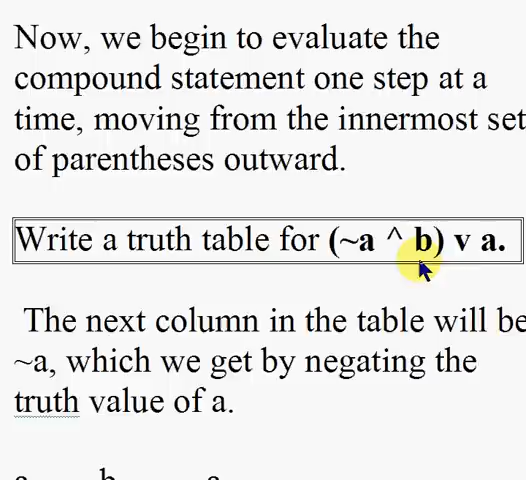 Now, we begin to evaluate the
compound statement one step at a
time, moving from the innermost set
of parentheses outward.
Write a truth table for (~a ^ b) v a.
The next column in the table will be
~a, which we get by negating the
truth value of a.